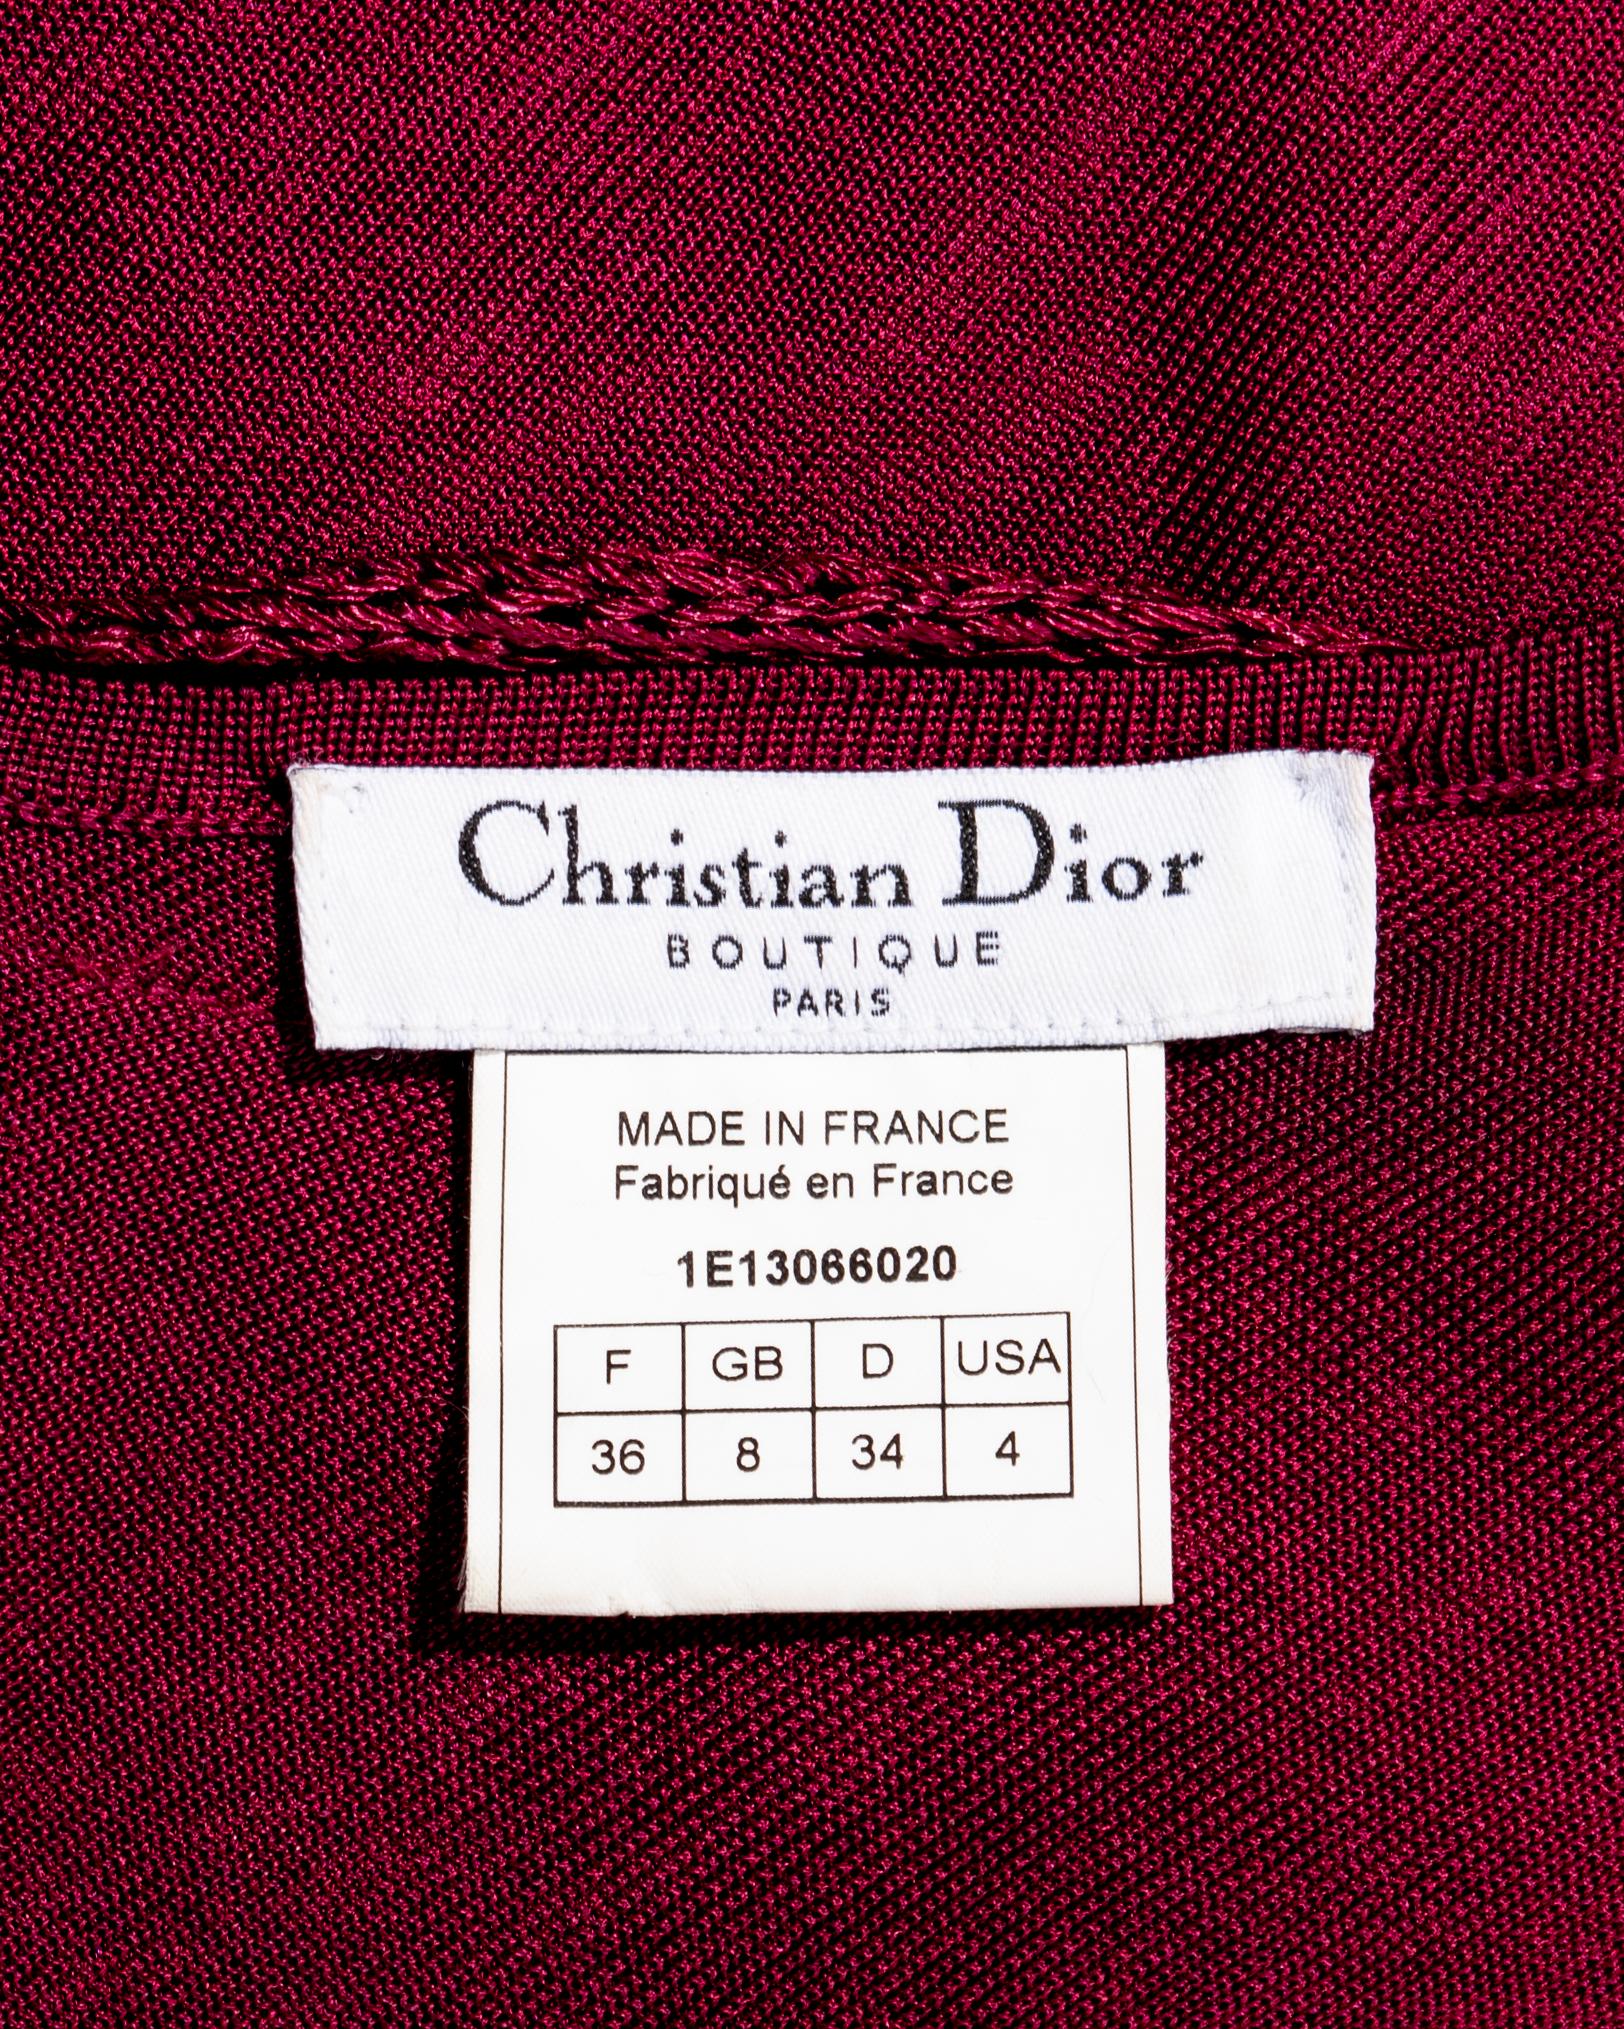 Christian Dior
BOUTIQUE
PARIS
MADE IN FRANCE
Fabriqué en France
1E13066020
F GB D USA
36 8 34 4